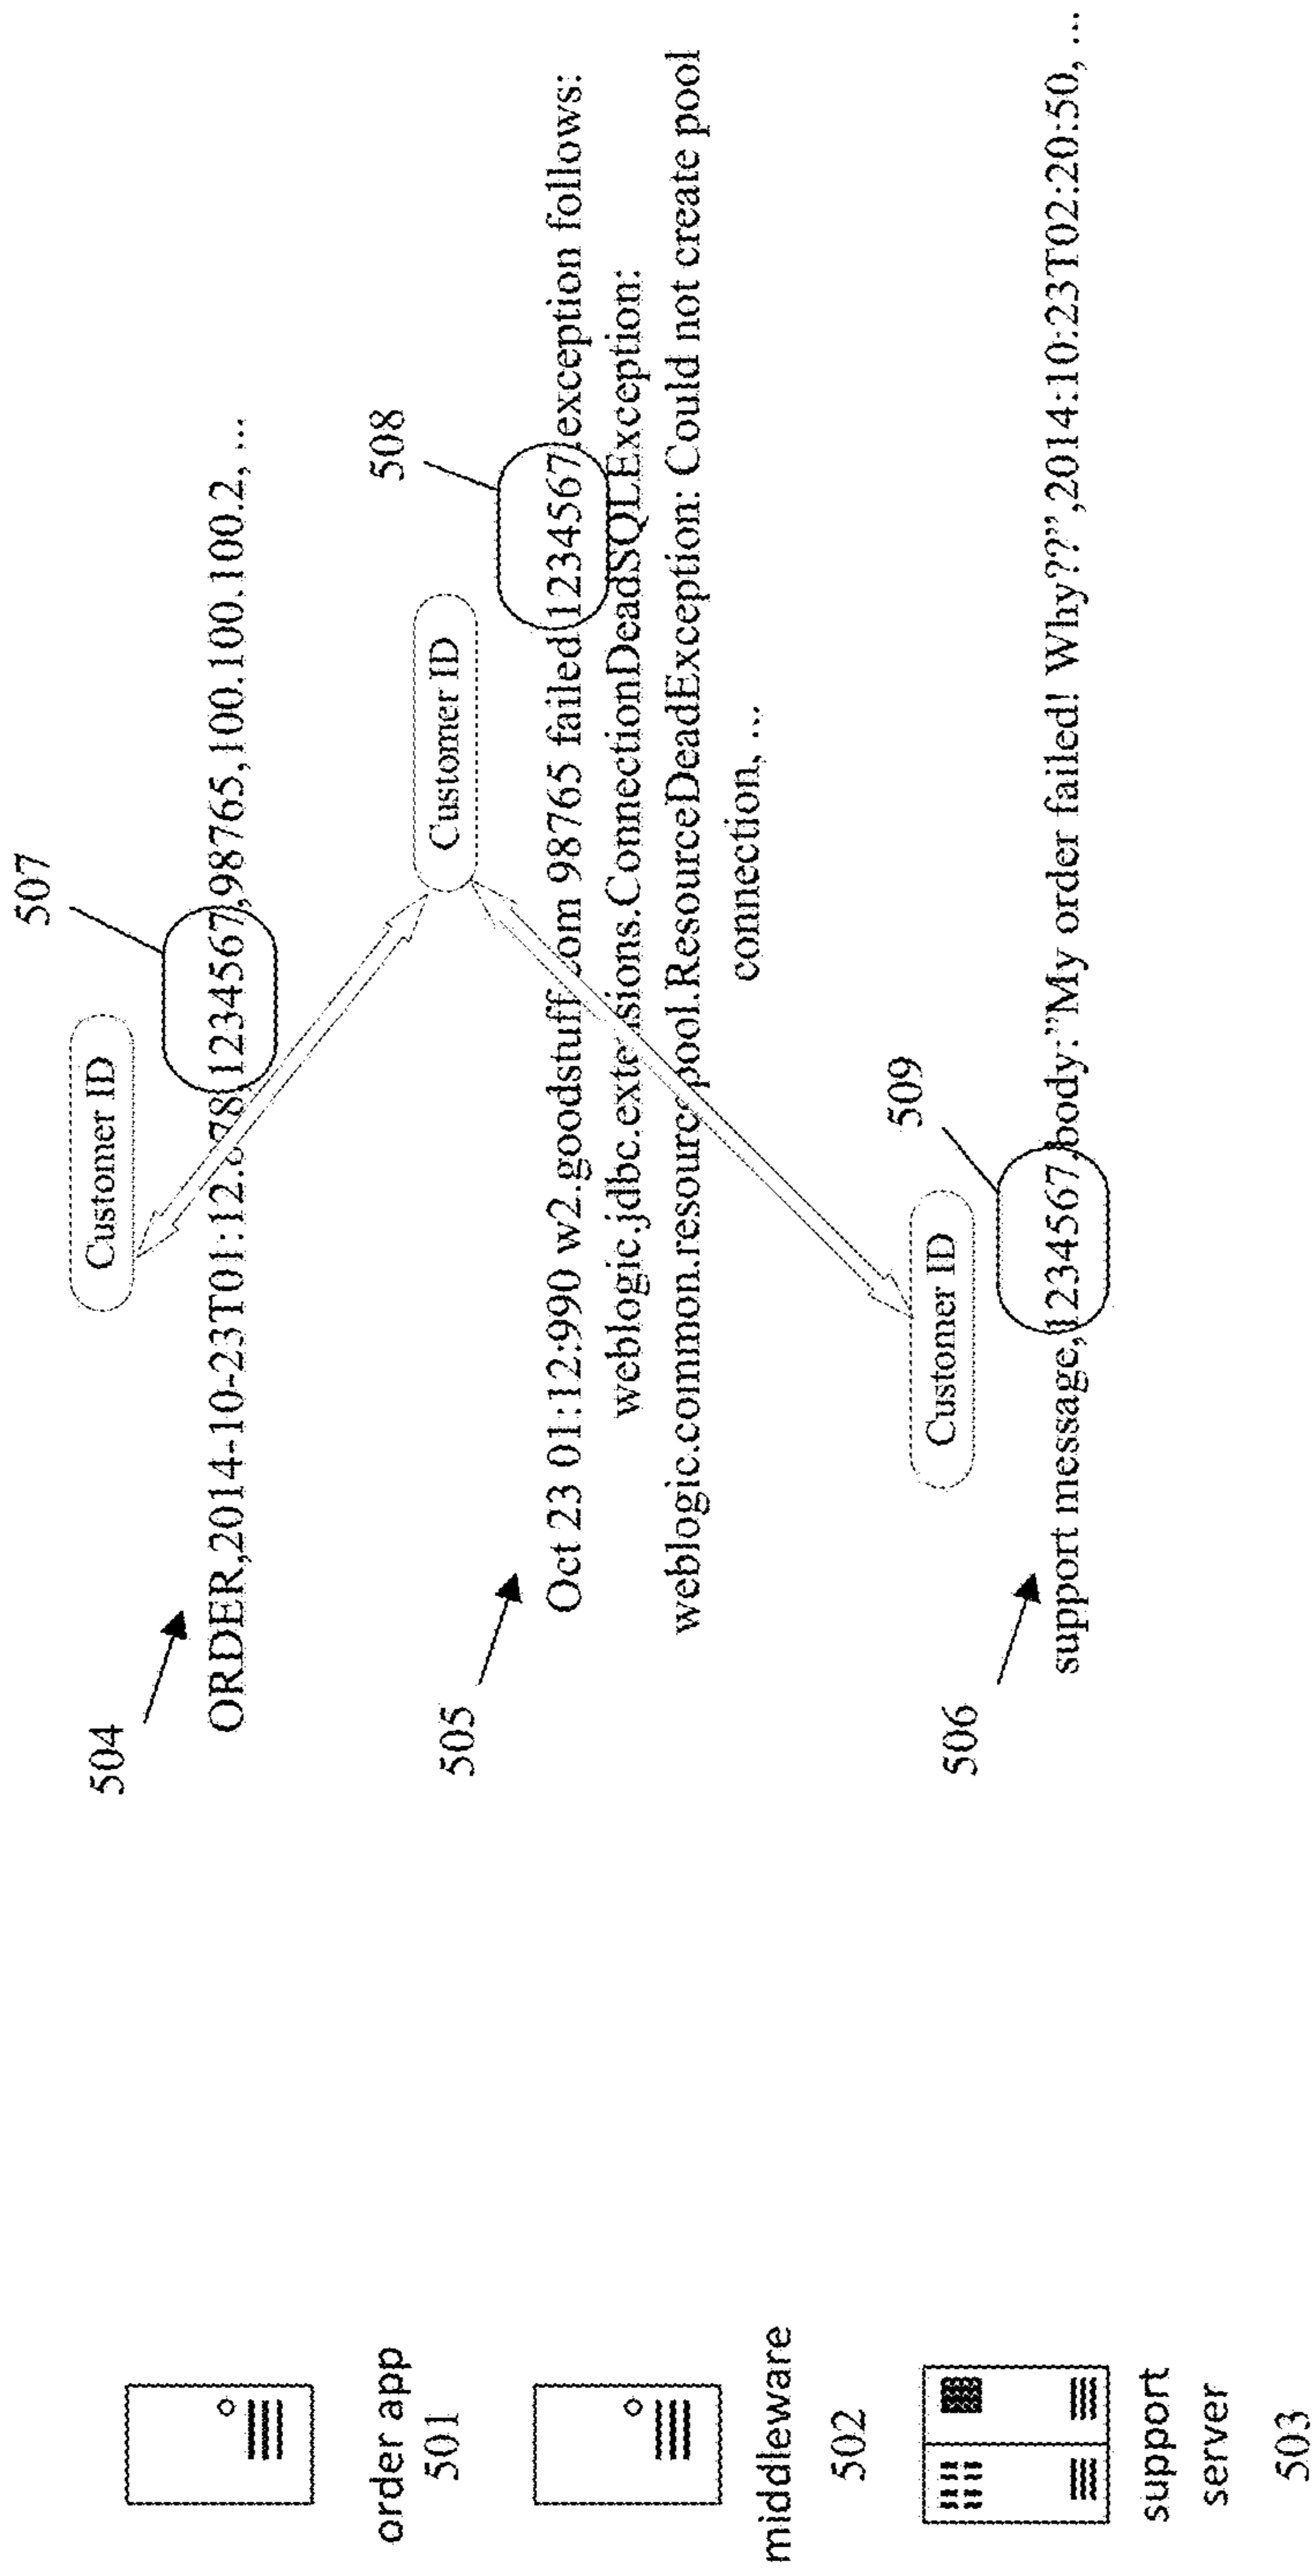 507
Customer ID
504
ORDER,2014-10-23T01:12.878,1234567,98765,100.100.100.2, ...
order app
501
508
Customer ID
505
Oct 23 01:12:990 w2.goodstuff.com 98765 failed 1234567 exception follows:
weblogic.jdbc.extensions.ConnectionDeadSQLException:
weblogic.common.resourcepool.ResourceDeadException: Could not create pool
connection, ...
middleware
502
509
Customer ID
506
support message,1234567,body:”My order failed! Why??”,2014:10:23T02:20:50, ...
support
server
503